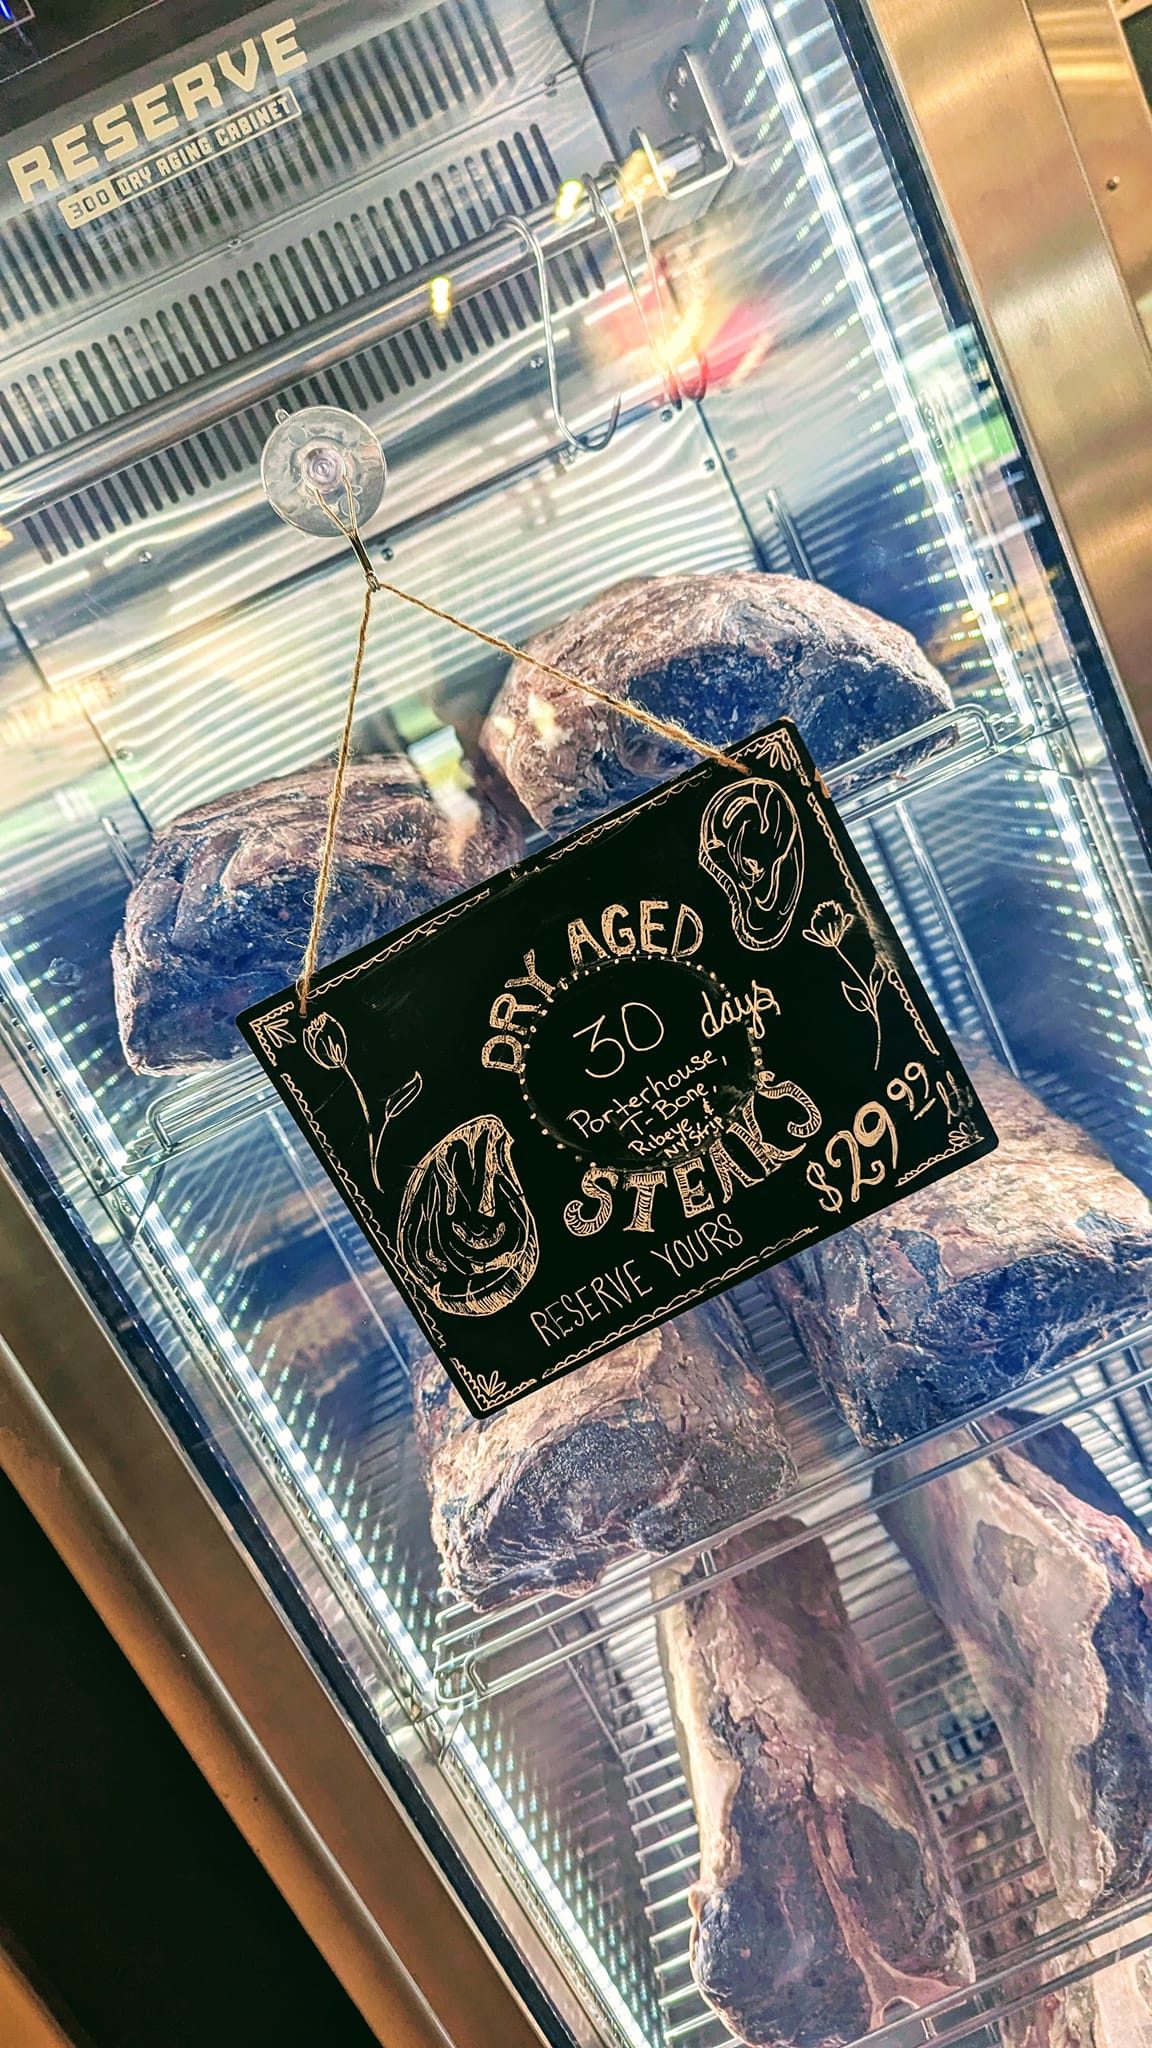 RESERVE
300 DRY AGING CABINET
DRY AGED
30 days
Porterhouse,
T-Bone,
Ribeye &
NY Strip
STEAKS
$29.99 lb
RESERVE YOURS